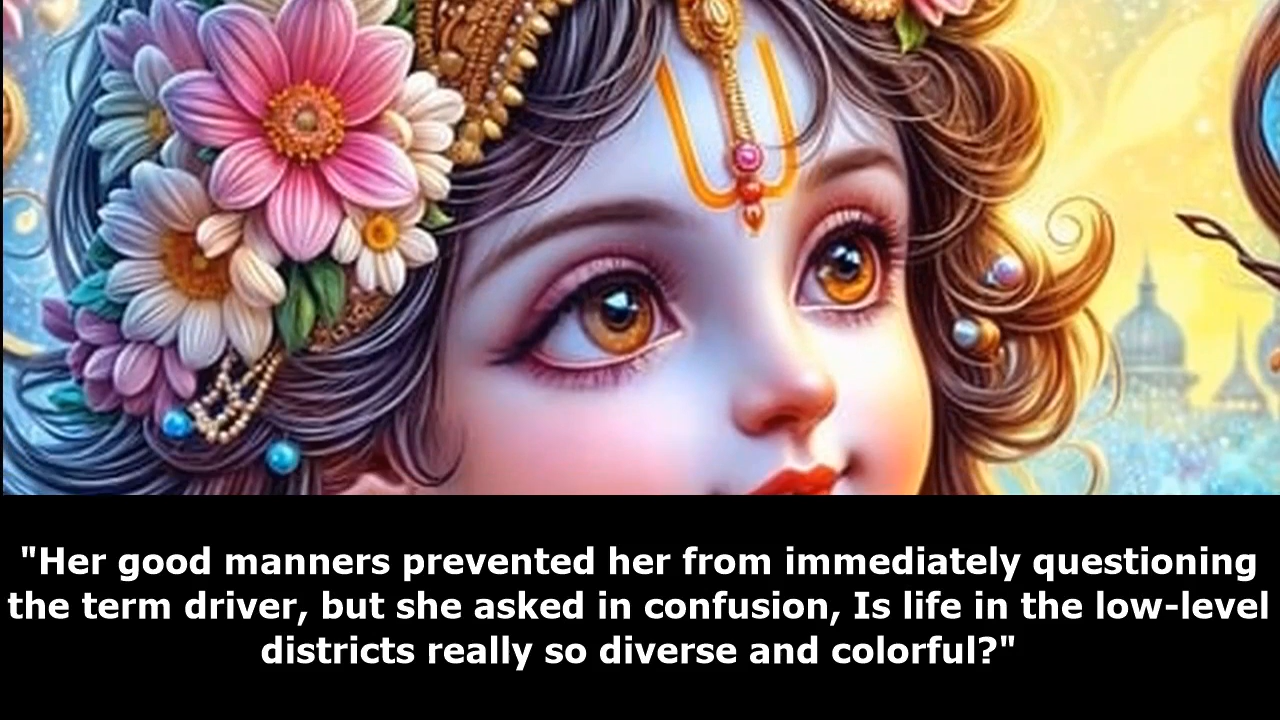 "Her good manners prevented her from immediately questioning
the term driver, but she asked in confusion, Is life in the low-level
districts really so diverse and colorful?"